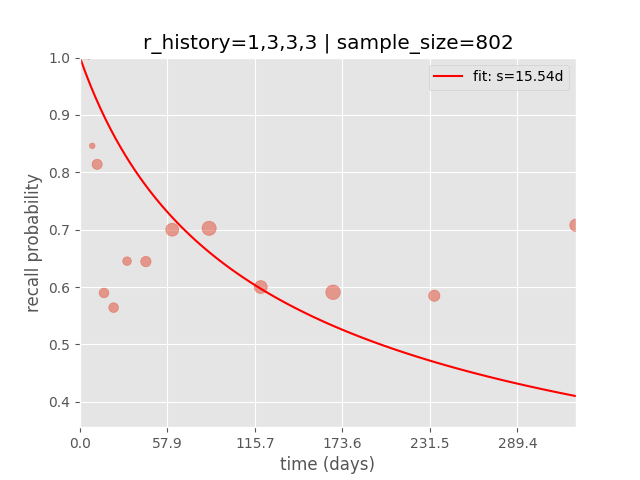 r_history=1,3,3,3 | sample_size=802
fit: s=15.54d
1.0
0.9
0.8
0.7
0.6
0.5
0.4
recall probability
0.0 57.9 115.7 173.6 231.5 289.4
time (days)